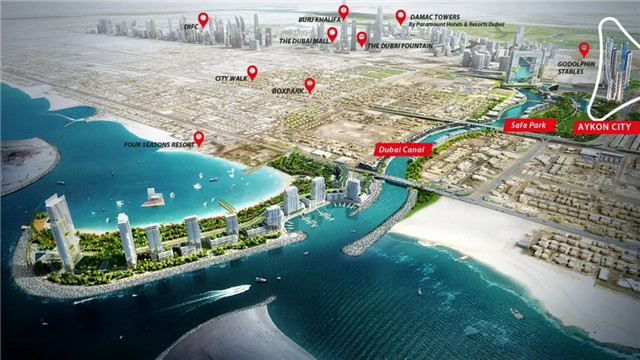 DIFC
BURJ KHALIFA
DAMAC TOWERS
By Paramount Hotels & Resorts Dubai
THE DUBAI MALL
THE DUBAI FOUNTAIN
GODOLPHIN
STABLES
CITY WALK
BOXPARK
Safa Park
AYKON CITY
FOUR SEASONS RESORT
Dubai Canal